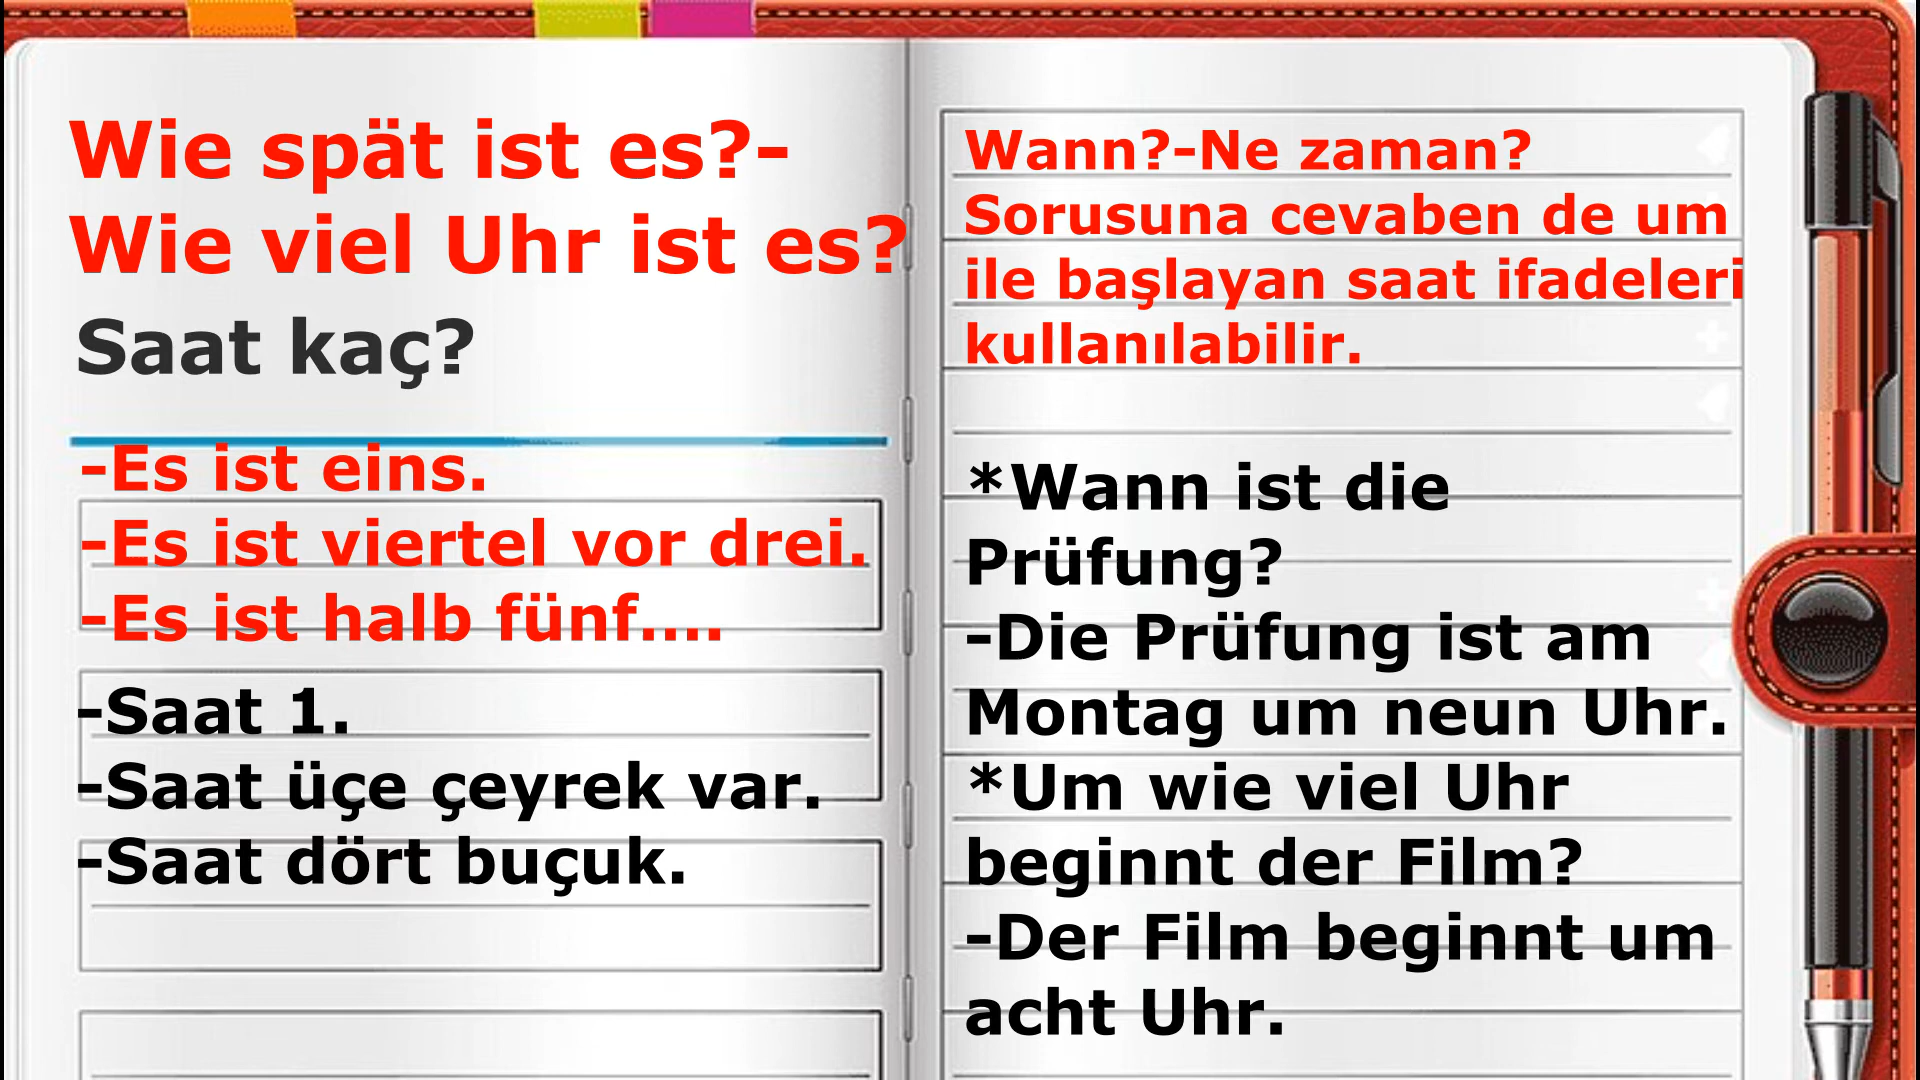 Wie spät ist es?-
Wie viel Uhr ist es?
Saat kaç?
-Es ist eins.
-Es ist viertel vor drei.
-Es ist halb fünf....
-Saat 1.
-Saat üçe çeyrek var.
-Saat dört buçuk.
Wann?-Ne zaman?
Sorusuna cevaben de um
ile başlayan saat ifadeleri
kullanılabilir.
*Wann ist die
Prüfung?
-Die Prüfung ist am
Montag um neun Uhr.
*Um wie viel Uhr
beginnt der Film?
-Der Film beginnt um
acht Uhr.